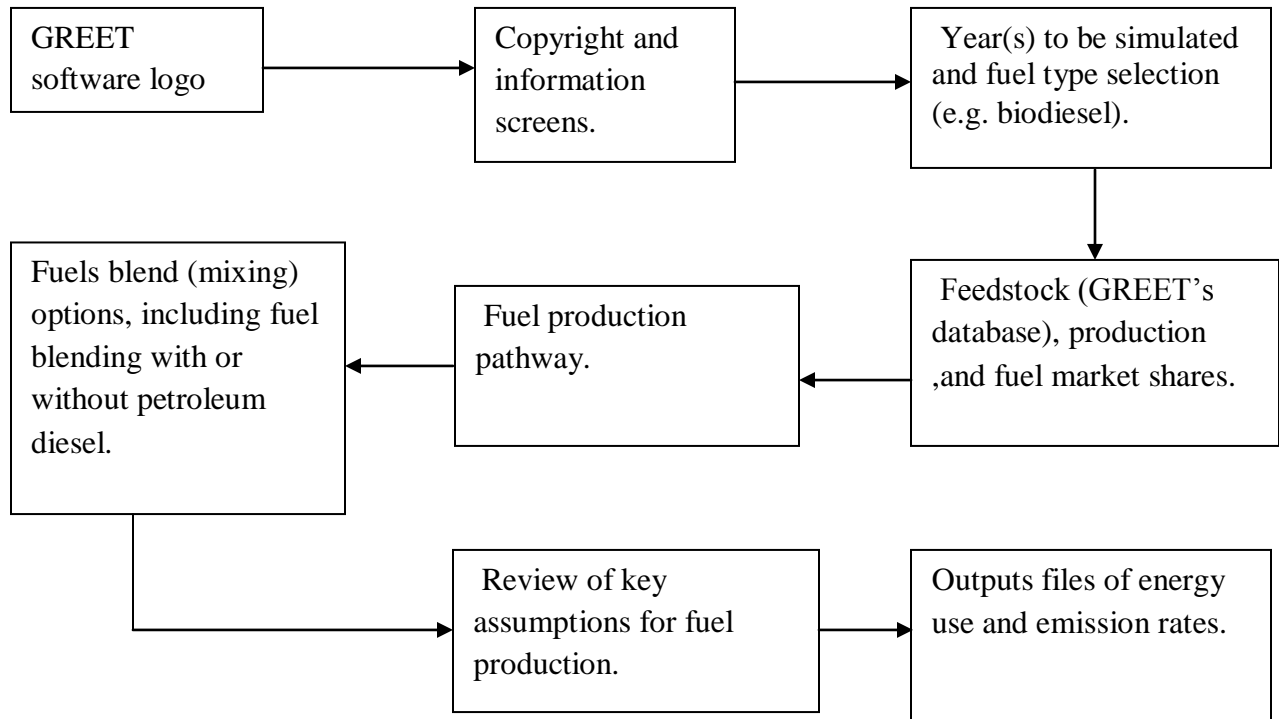 GREET
software logo
Copyright and
information
screens.
Year(s) to be simulated
and fuel type selection
(e.g. biodiesel).
Feedstock (GREET’s
database), production
,and fuel market shares.
Fuel production
pathway.
Fuels blend (mixing)
options, including fuel
blending with or
without petroleum
diesel.
Review of key
assumptions for fuel
production.
Outputs files of energy
use and emission rates.